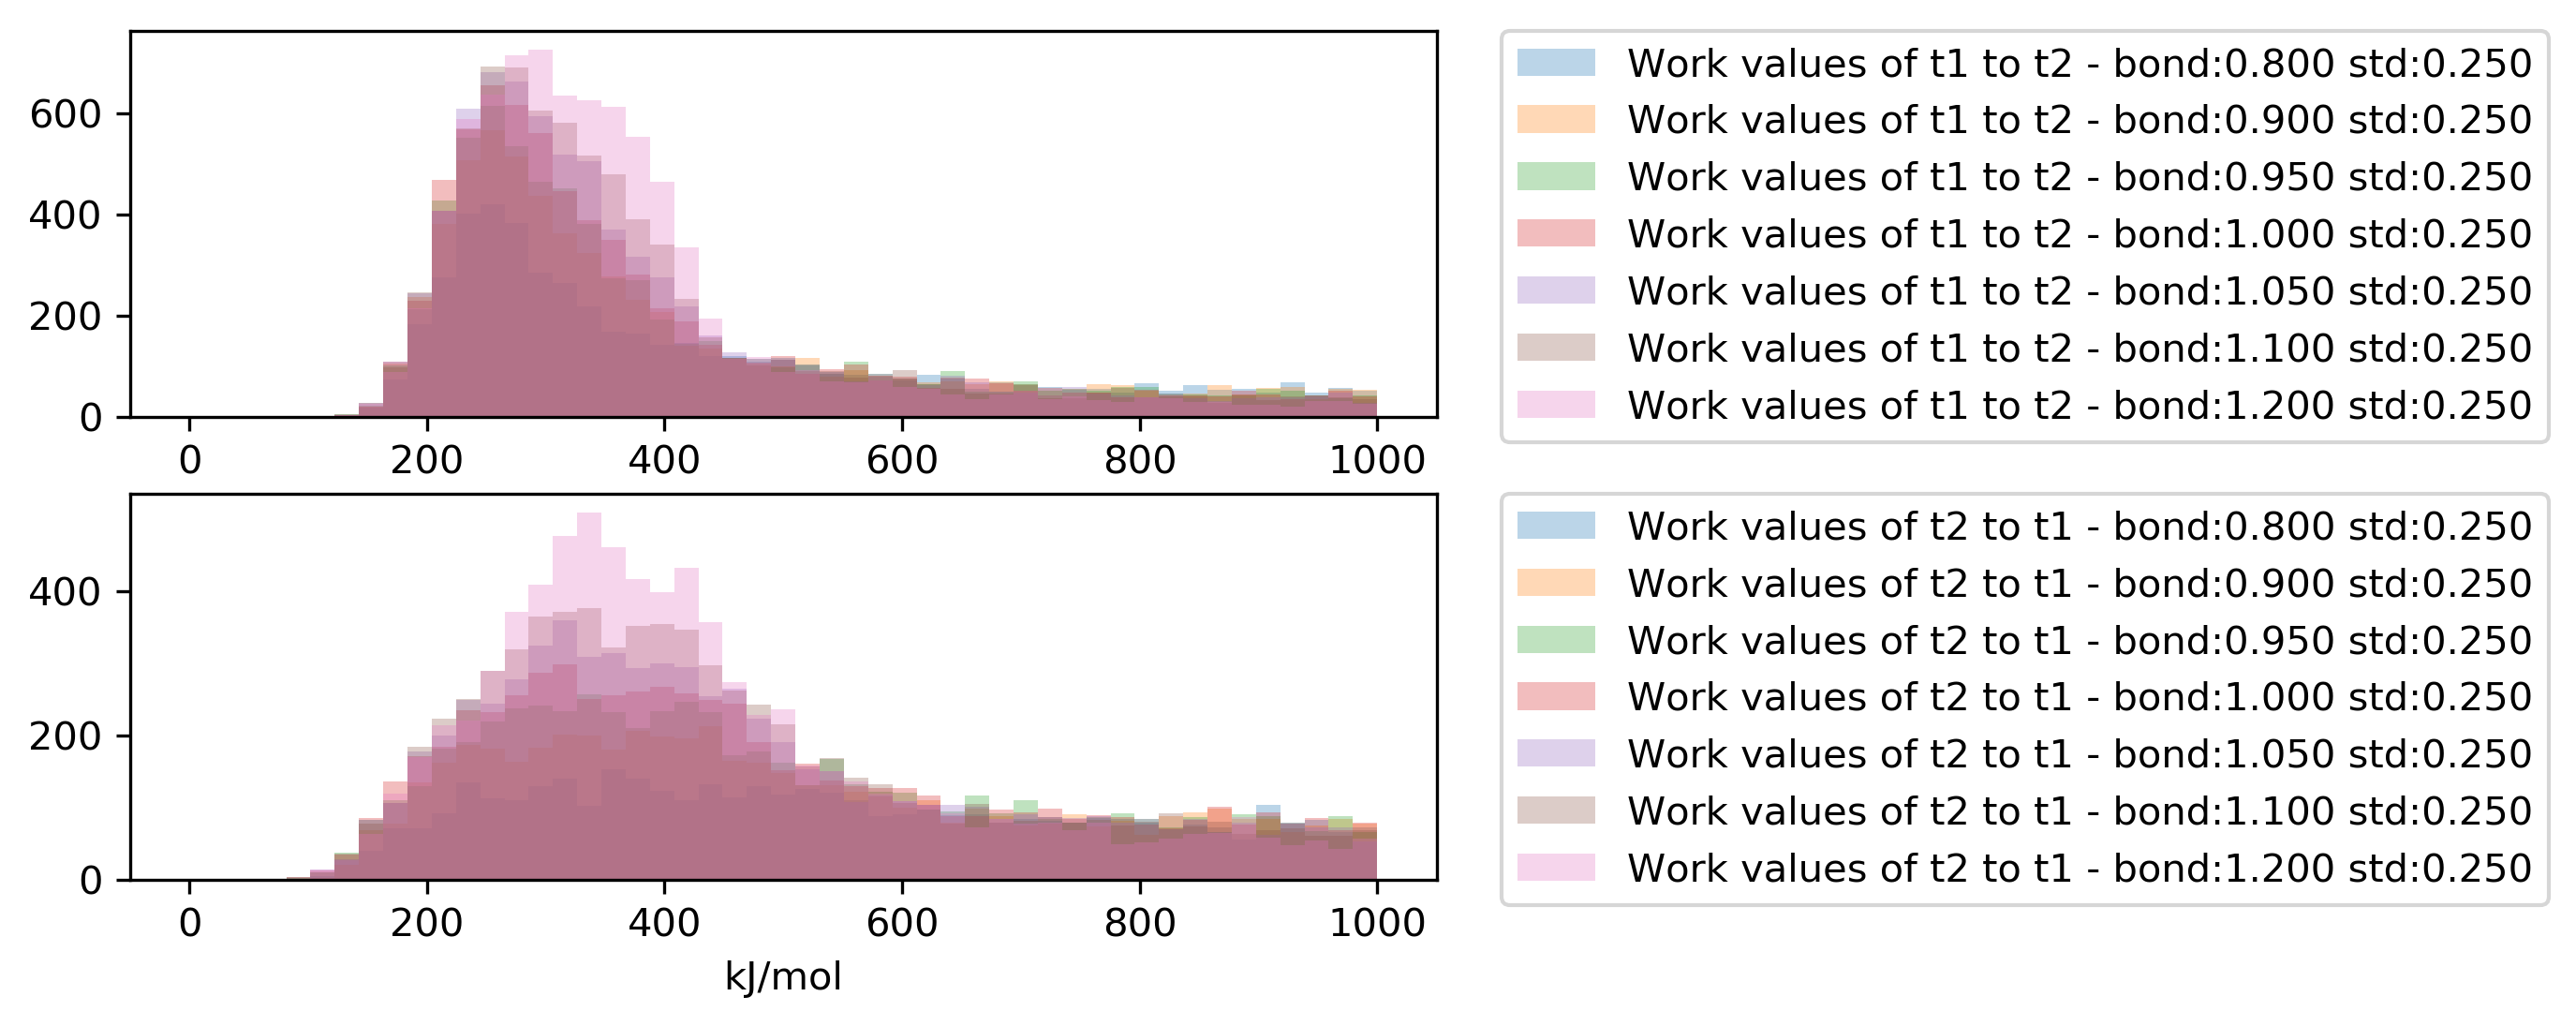 600
400
200
0
0 200 400 600 800 1000
Work values of t1 to t2 - bond:0.800 std:0.250
Work values of t1 to t2 - bond:0.900 std:0.250
Work values of t1 to t2 - bond:0.950 std:0.250
Work values of t1 to t2 - bond:1.000 std:0.250
Work values of t1 to t2 - bond:1.050 std:0.250
Work values of t1 to t2 - bond:1.100 std:0.250
Work values of t1 to t2 - bond:1.200 std:0.250
400
200
0
0 200 400 600 800 1000
kJ/mol
Work values of t2 to t1 - bond:0.800 std:0.250
Work values of t2 to t1 - bond:0.900 std:0.250
Work values of t2 to t1 - bond:0.950 std:0.250
Work values of t2 to t1 - bond:1.000 std:0.250
Work values of t2 to t1 - bond:1.050 std:0.250
Work values of t2 to t1 - bond:1.100 std:0.250
Work values of t2 to t1 - bond:1.200 std:0.250